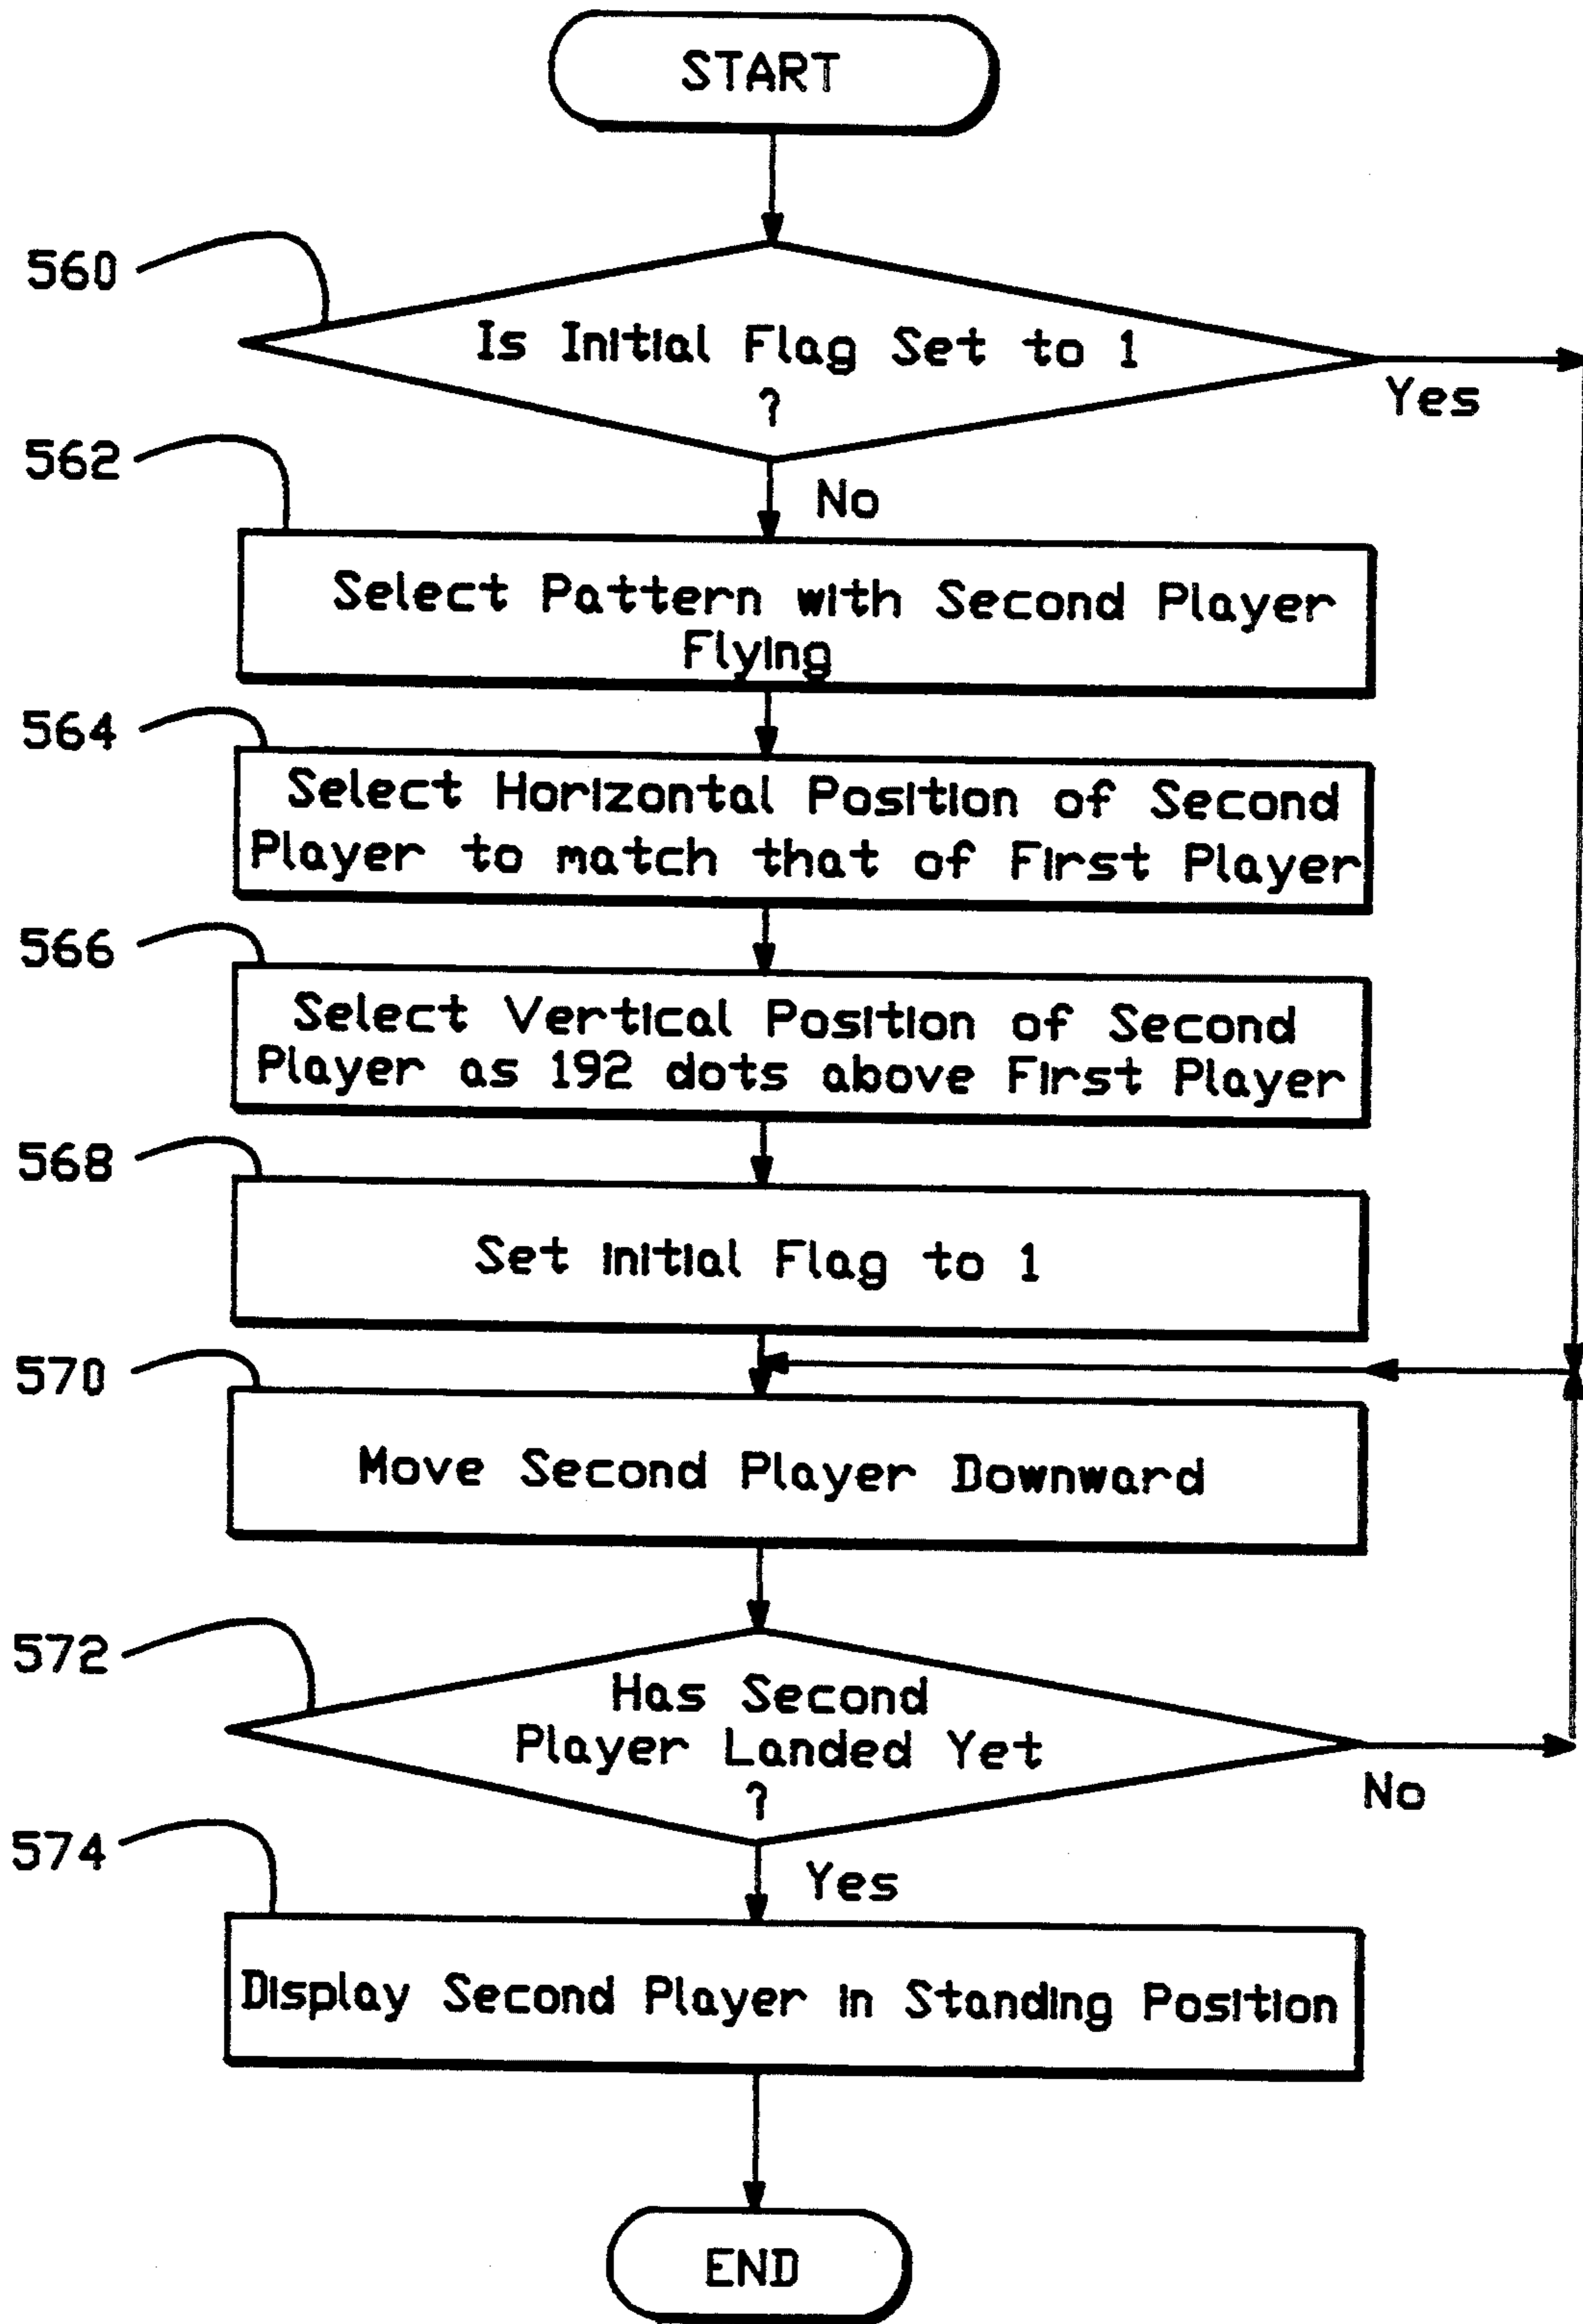 START
560
Is Initial Flag Set to 1
?
Yes
562
No
Select Pattern with Second Player
Flying
564
Select Horizontal Position of Second
Player to match that of First Player
566
Select Vertical Position of Second
Player as 192 dots above First Player
568
Set initial Flag to 1
570
Move Second Player Downward
572
Has Second
Player Landed Yet
?
No
574
Yes
Display Second Player in Standing Position
END